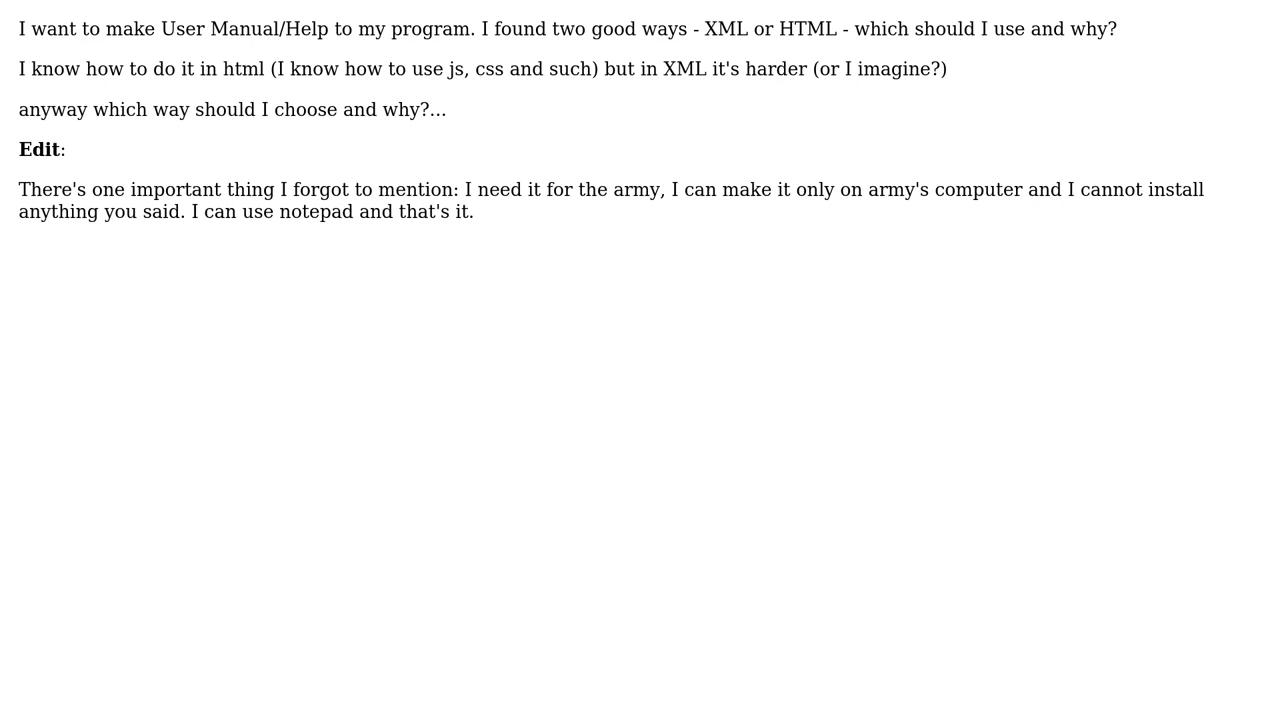 I want to make User Manual/Help to my program. I found two good ways - XML or HTML - which should I use and why?
I know how to do it in html (I know how to use js, css and such) but in XML it's harder (or I imagine?)
anyway which way should I choose and why?...
Edit:
There's one important thing I forgot to mention: I need it for the army, I can make it only on army's computer and I cannot install
anything you said. I can use notepad and that's it.